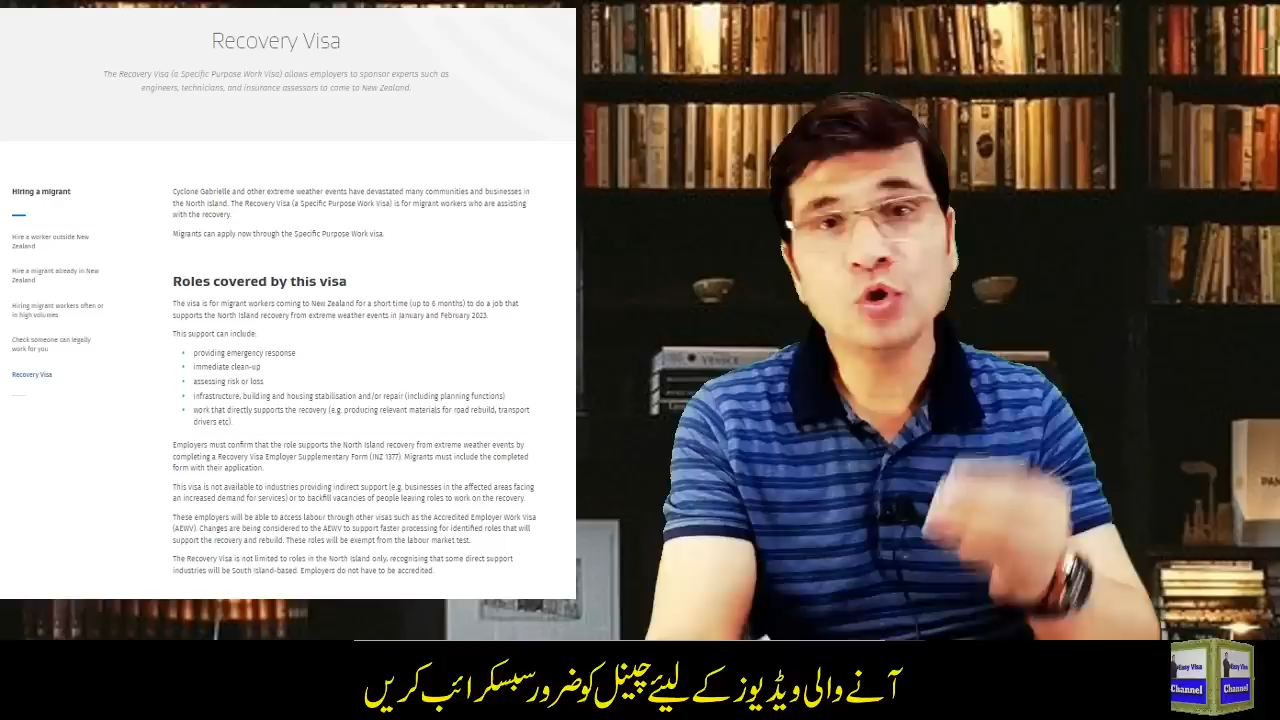 Recovery Visa
The Recovery Visa (a Specific Purpose Work Visa) allows employers to sponsor experts such as
engineers, technicians, and insurance assessors to come to New Zealand.
Hiring a migrant
Hire a worker outside New
Zealand
Hire a migrant already in New
Zealand
Hiring migrant workers often or
in high volumes
Check someone can legally
work for you
Recovery Visa
Cyclone Gabrielle and other extreme weather events have devastated many communities and businesses in
the North Island. The Recovery Visa (a Specific Purpose Work Visa) is for migrant workers who are assisting
with the recovery.
Migrants can apply now through the Specific Purpose Work visa.
Roles covered by this visa
The visa is for migrant workers coming to New Zealand for a short time (up to 6 months) to do a job that
supports the North Island recovery from extreme weather events in January and February 2023.
This support can include:
• providing emergency response
• immediate clean-up
• assessing risk or loss
• infrastructure, building and housing stabilisation and/or repair (including planning functions)
• work that directly supports the recovery (e.g. producing relevant materials for road rebuild, transport
drivers etc).
Employers must confirm that the role supports the North Island recovery from extreme weather events by
completing a Recovery Visa Employer Supplementary Form (INZ 1377). Migrants must include the completed
form with their application.
This visa is not available to industries providing indirect support (e.g. businesses in the affected areas facing
an increased demand for services) or to backfill vacancies of people leaving roles to work on the recovery.
These employers will be able to access labour through other visas such as the Accredited Employer Work Visa
(AEWV). Changes are being considered to the AEWV to support faster processing for identified roles that will
support the recovery and rebuild. These roles will be exempt from the labour market test.
The Recovery Visa is not limited to roles in the North Island only, recognising that some direct support
industries will be South Island-based. Employers do not have to be accredited.
VENICE
آنے والی ویڈیوز کے لیئے چینل کو ضرور سبسکرائب کریں
Easy Visa
Channel
Easy Visa
Channel